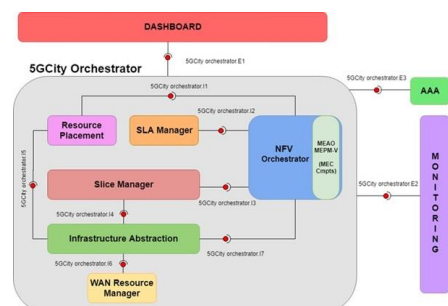 DASHBOARD
5GCity orchestrator.E1
5GCity Orchestrator
5GCity orchestrator.E3
AAA
5GCity orchestrator.I1
Resource
Placement
SLA Manager
5GCity orchestrator.I2
NFV
Orchestrator
MEAO
MEPM-V
(MEC
Cmpts)
5GCity orchestrator.I5
Slice Manager
5GCity orchestrator.I3
5GCity orchestrator.E2
MONITORING
5GCity orchestrator.I4
Infrastructure Abstraction
5GCity orchestrator.I7
5GCity orchestrator.I6
WAN Resource
Manager